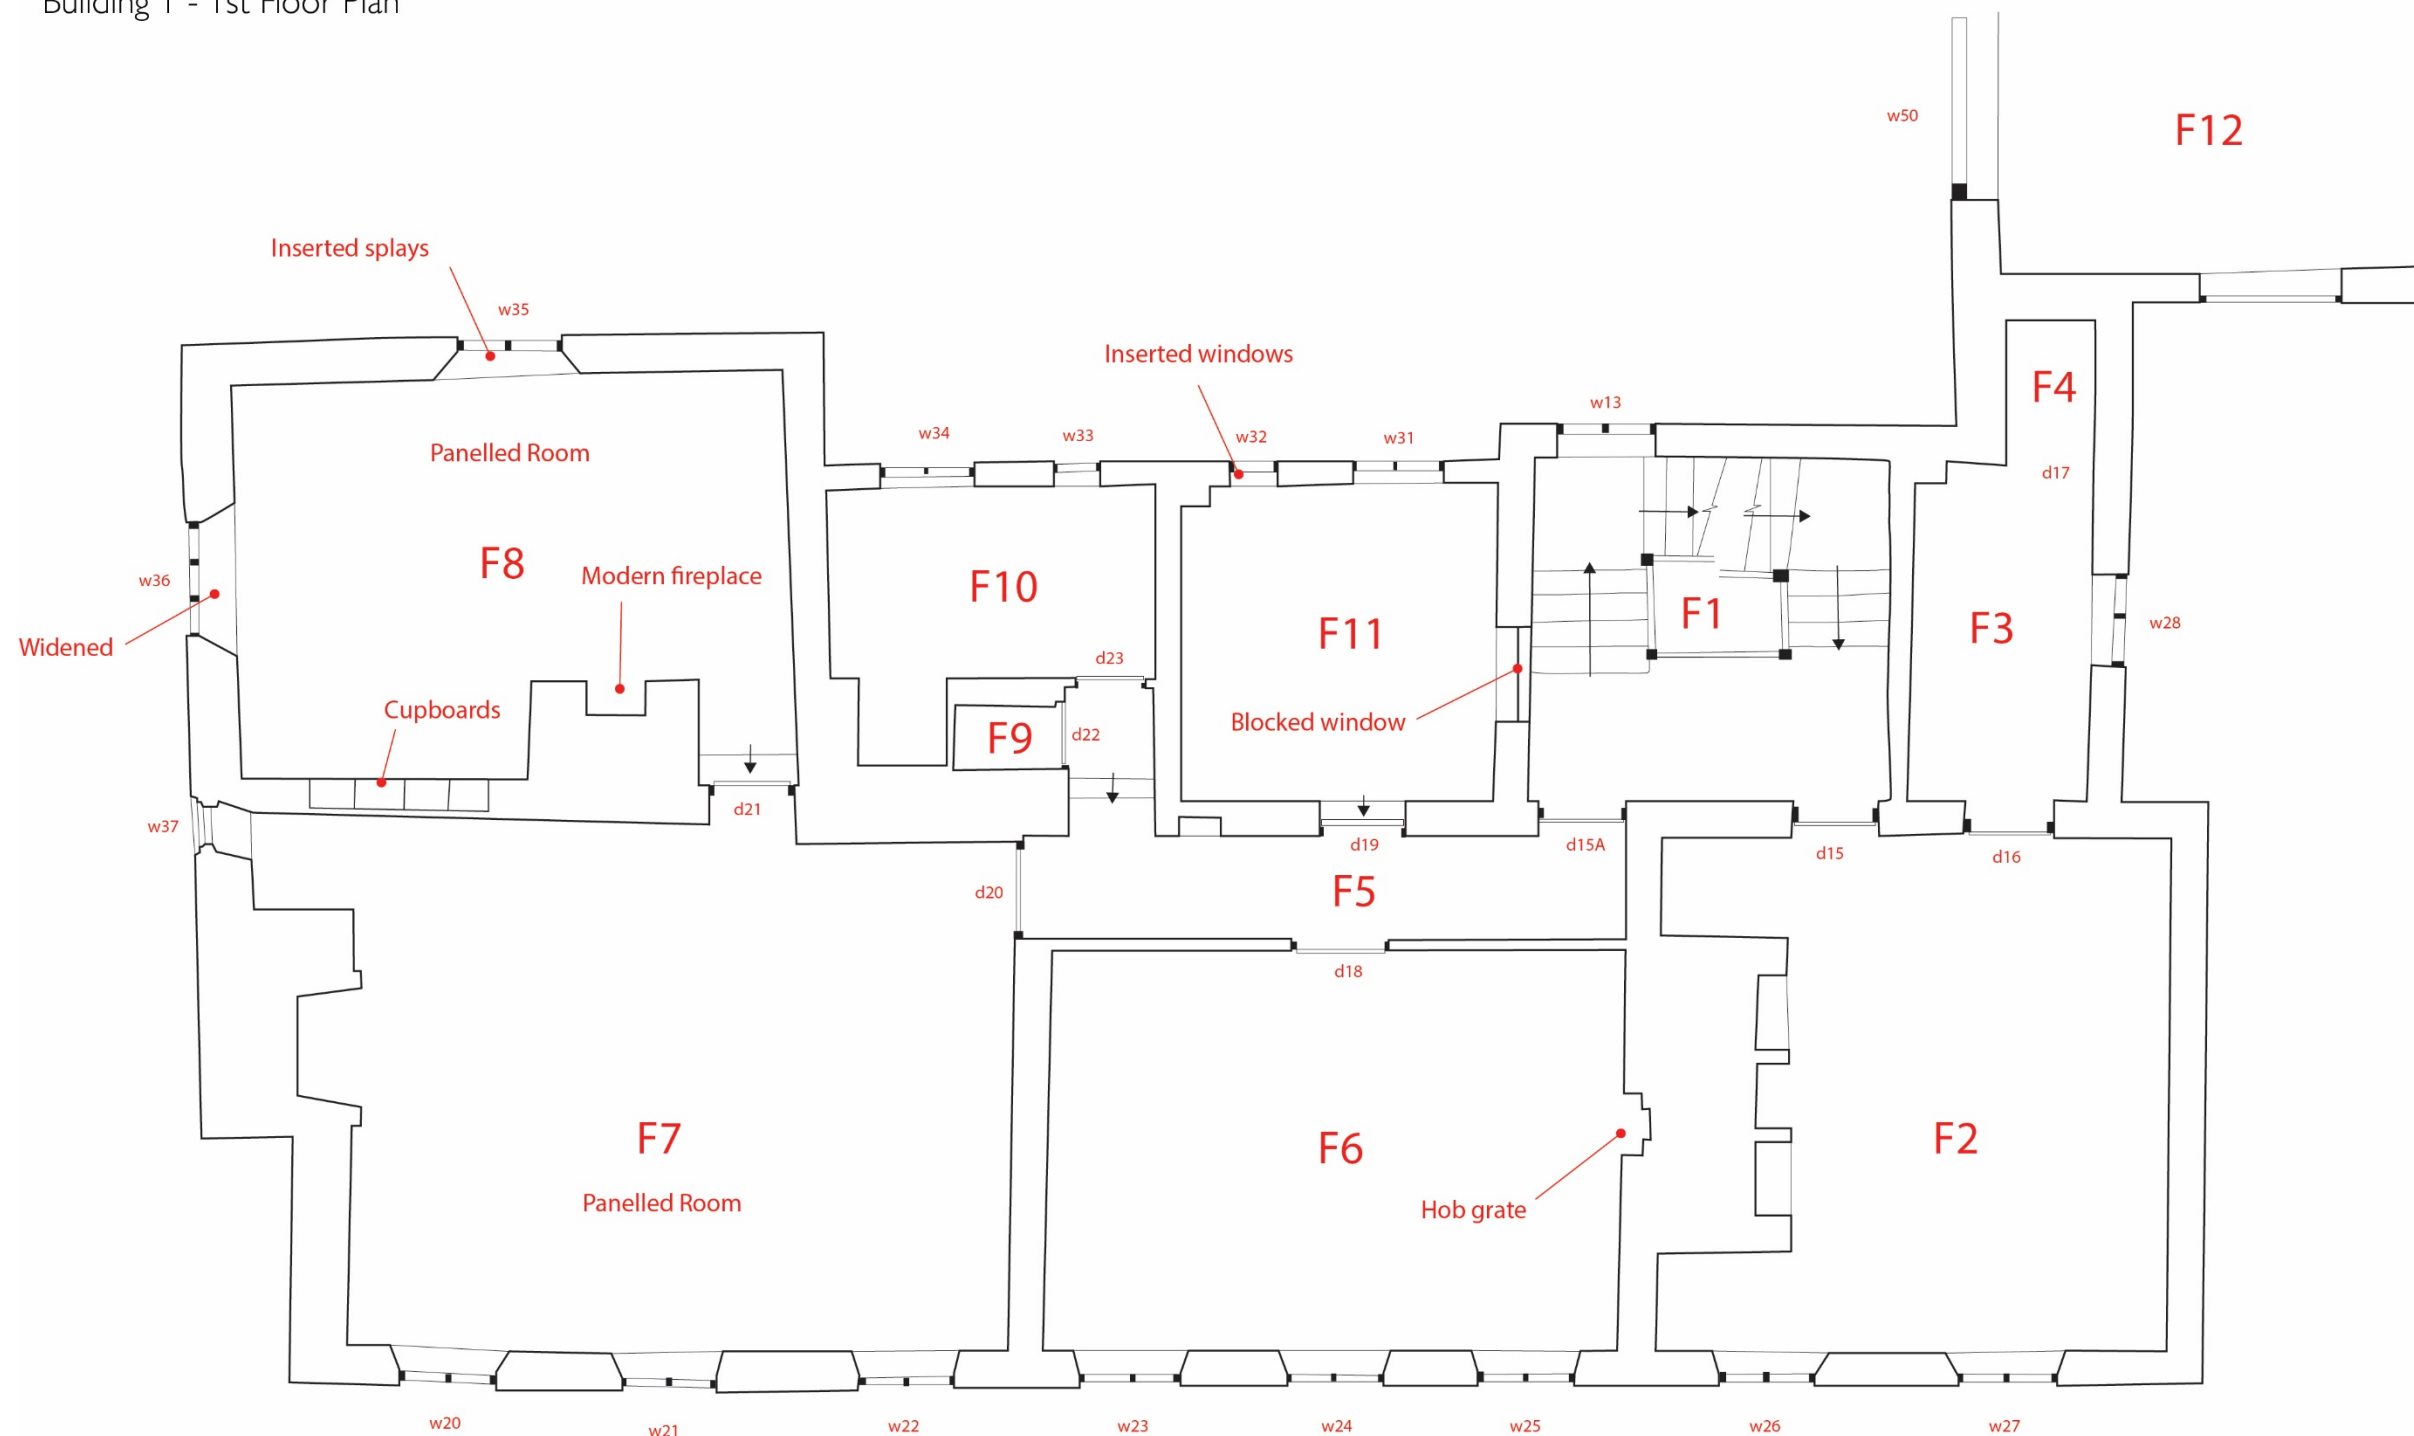 Building 1 - 1st Floor Plan
w50
F12
Inserted splays
w35
Inserted windows
F4
w13
w34
w33
w32
w31
Panelled Room
d17
F8
Modern fireplace
w36
F10
F11
F1
F3
w28
Widened
d23
Cupboards
Blocked window
F9
d22
d21
w37
d19
d15A
d15
d16
d20
F5
d18
F7
F6
F2
Panelled Room
Hob grate
w20
w21
w22
w23
w24
w25
w26
w27